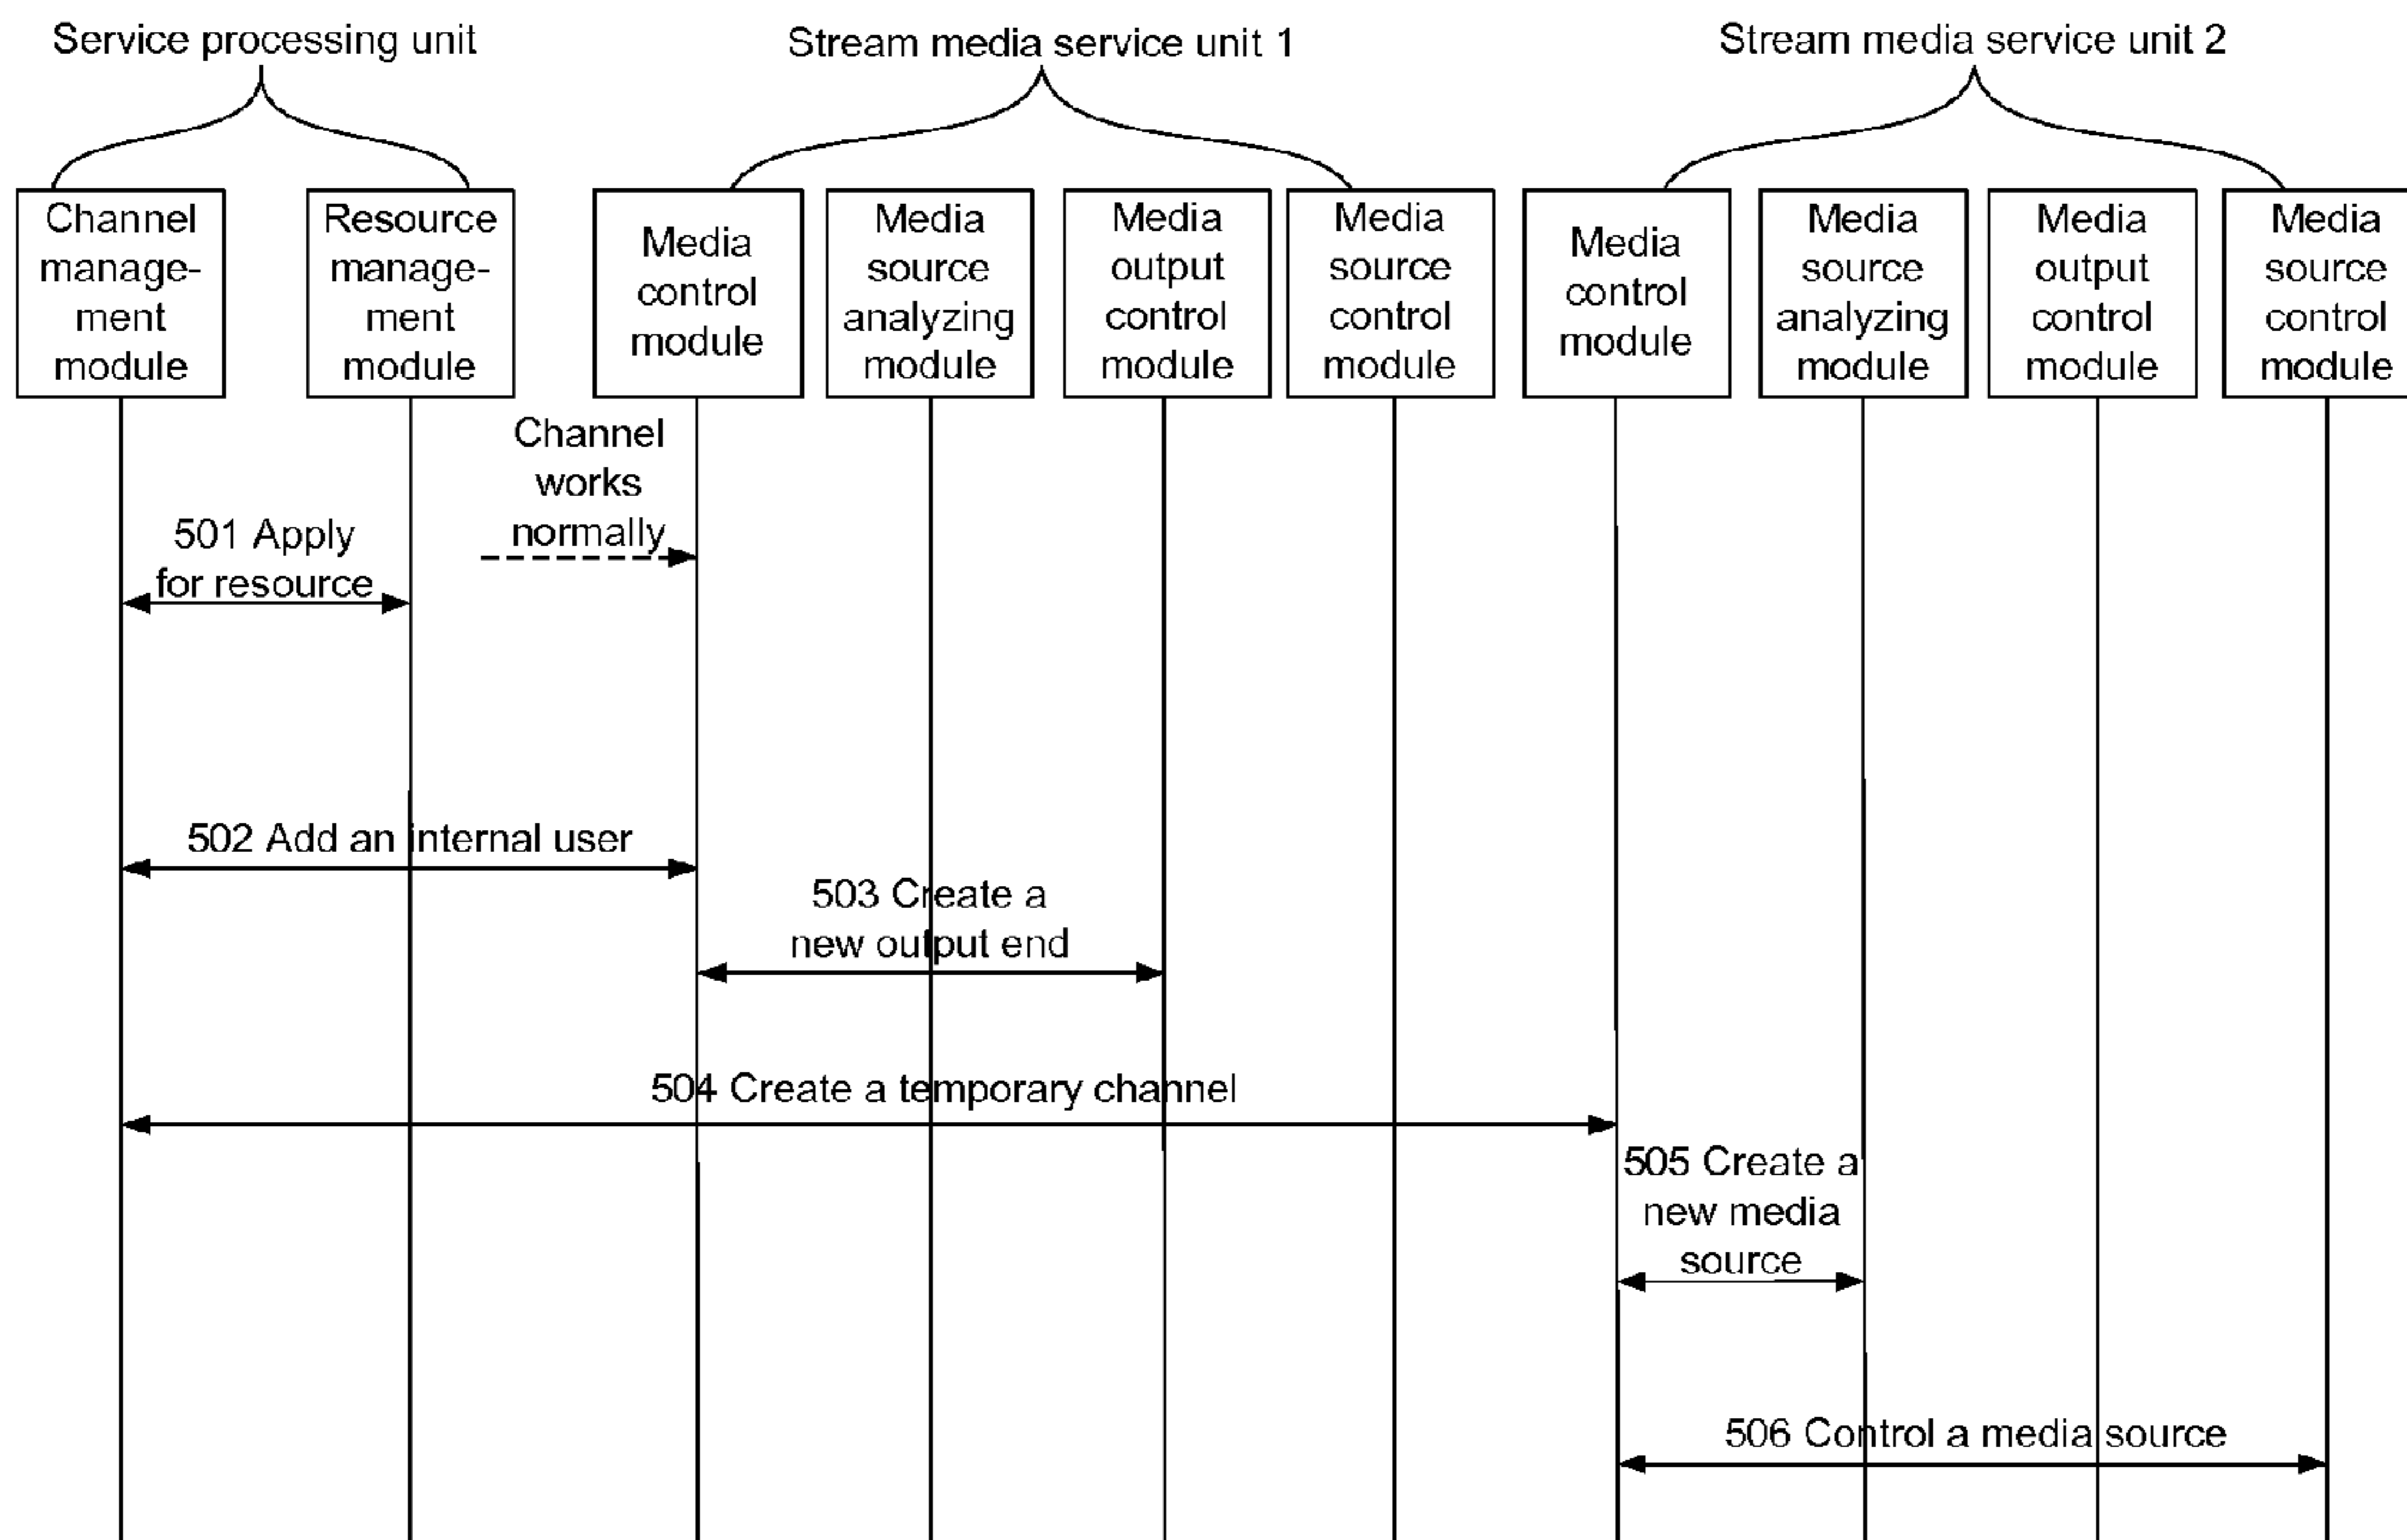 Service processing unit
Stream media service unit 1
Stream media service unit 2
Channel
manage-
ment
module
Resource
manage-
ment
module
Media
control
module
Media
source
analyzing
module
Media
output
control
module
Media
source
control
module
Media
control
module
Media
source
analyzing
module
Media
output
control
module
Media
source
control
module
Channel
works
normally
501 Apply
for resource
502 Add an internal user
503 Create a
new output end
504 Create a temporary channel
505 Create a
new media
source
506 Control a media source